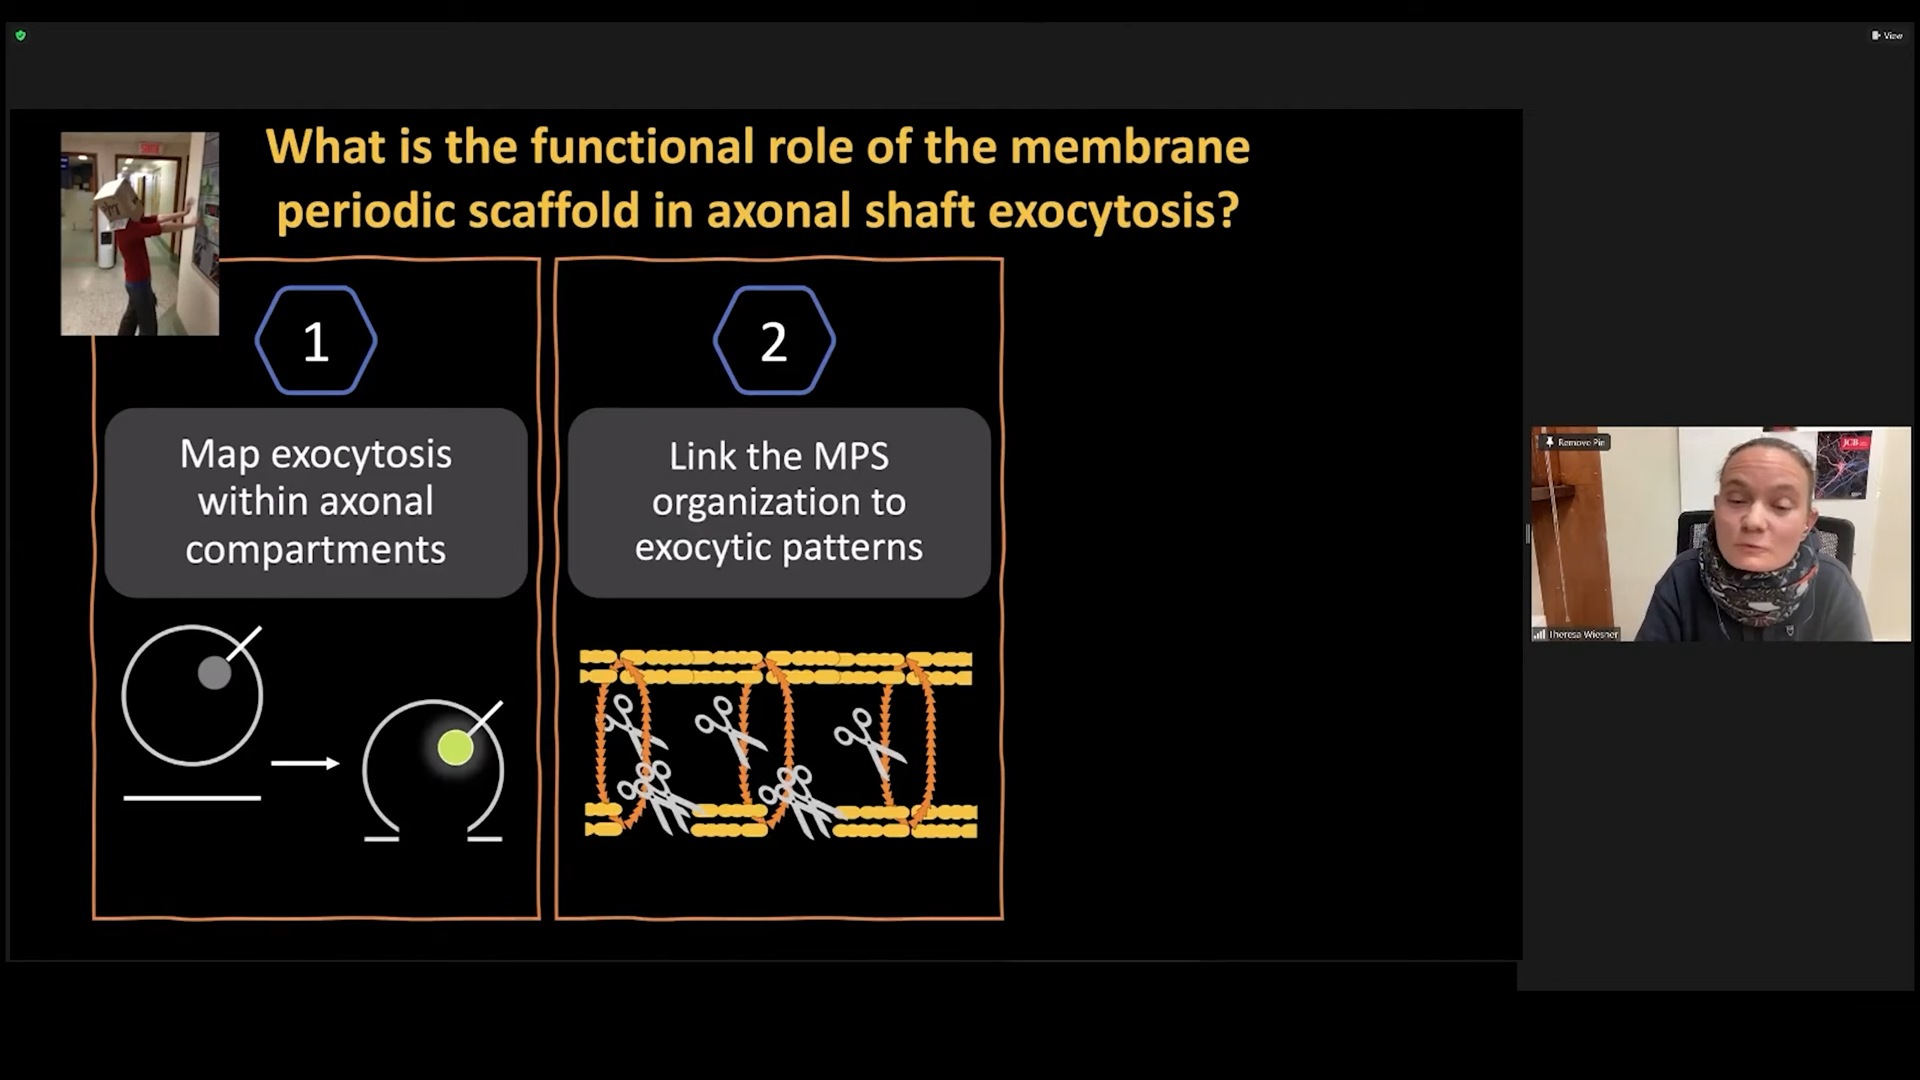 View
What is the functional role of the membrane
periodic scaffold in axonal shaft exocytosis?
1
Map exocytosis
within axonal
compartments
2
Link the MPS
organization to
exocytic patterns
Remove Pin
JCB
Theresa Wiesner